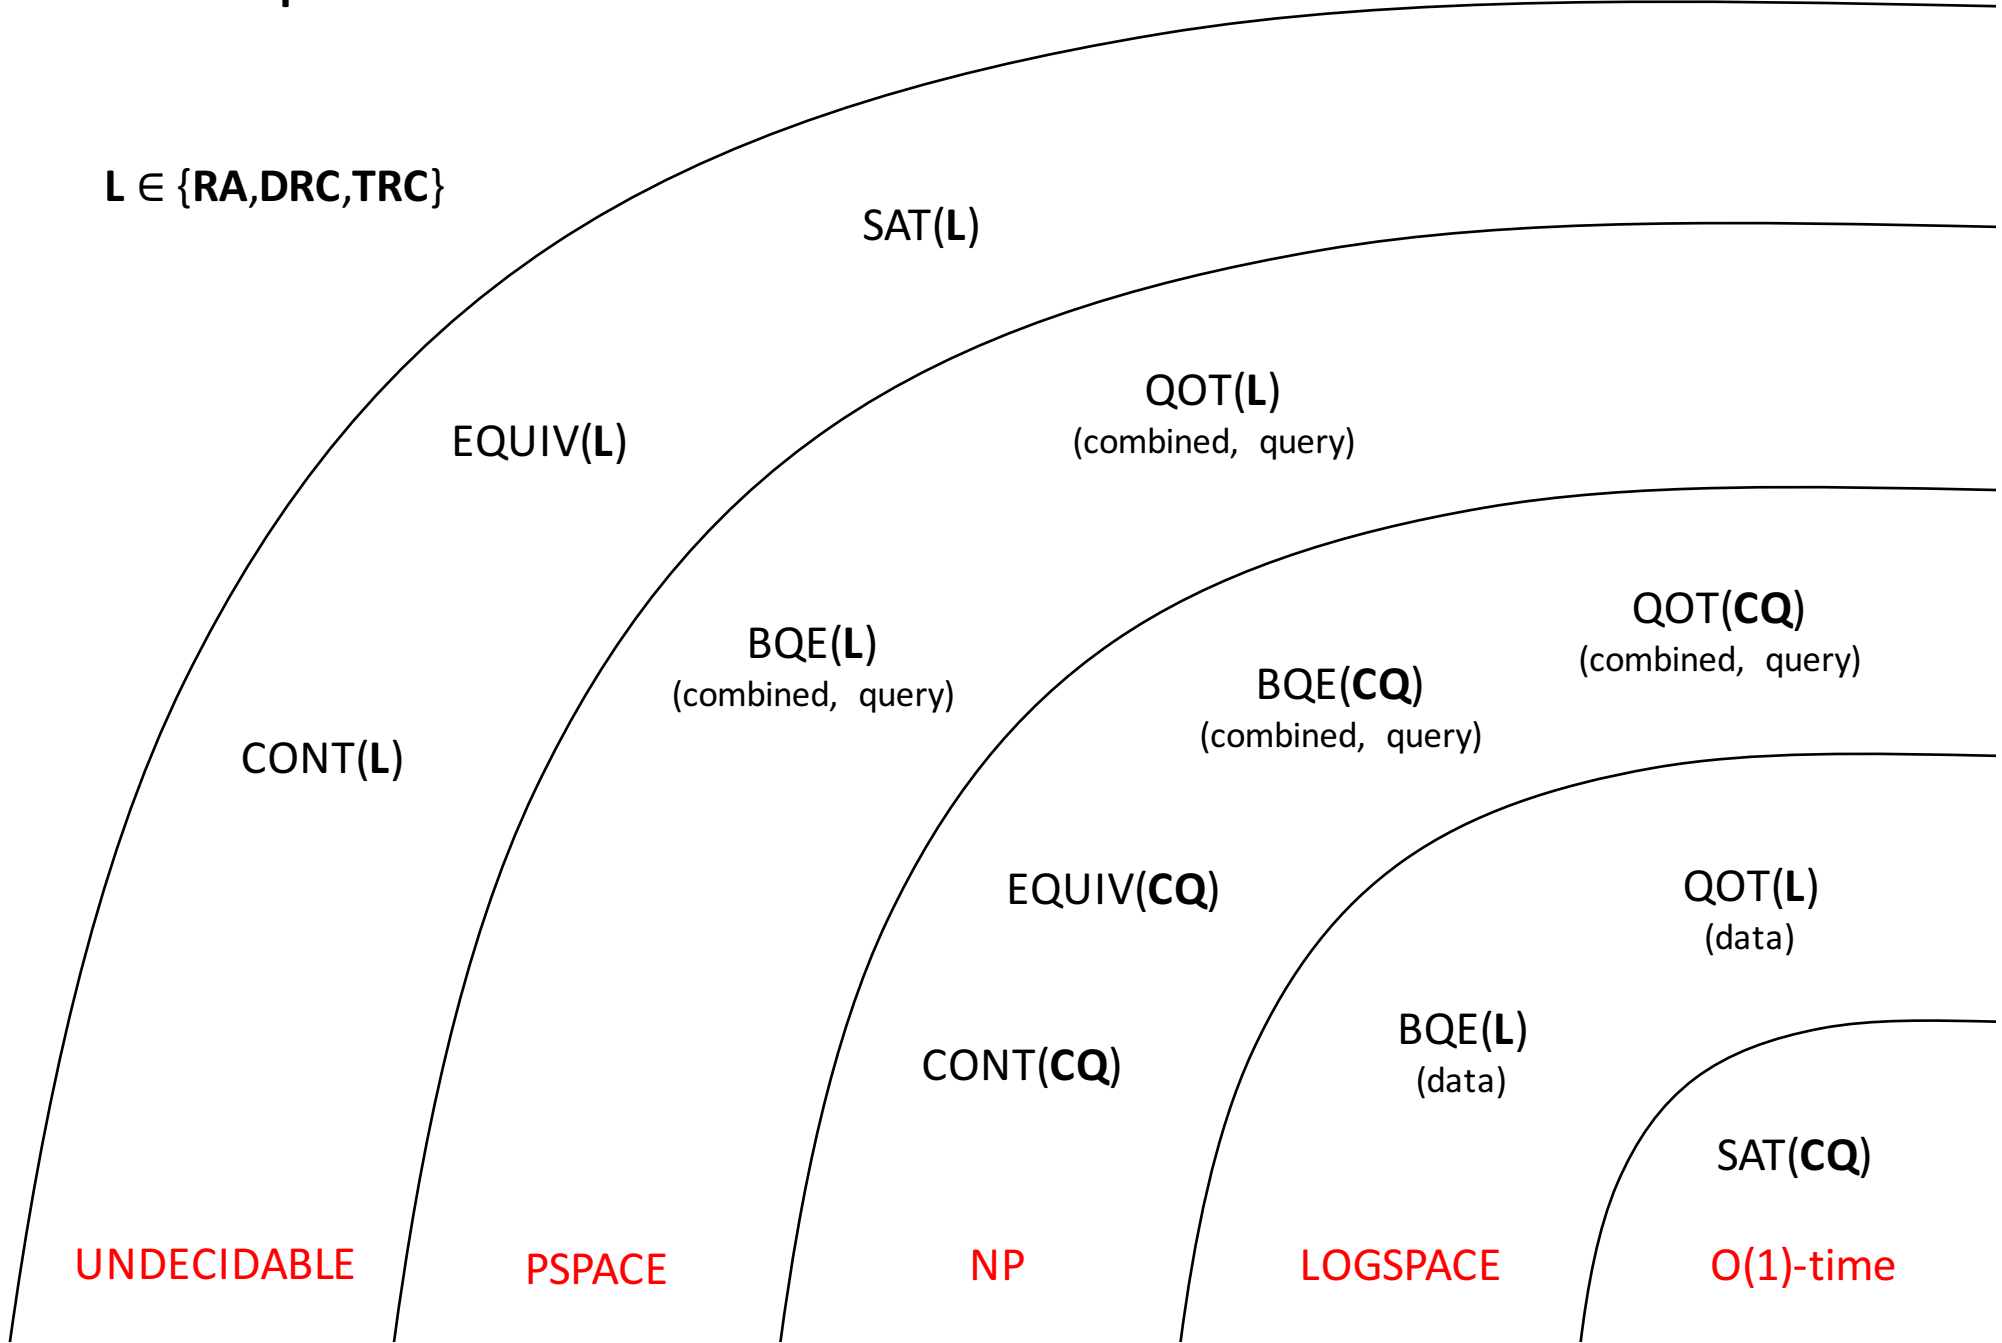 L ∈ {RA,DRC,TRC}
SAT(L)
QOT(L)
(combined, query)
EQUIV(L)
QOT(CQ)
(combined, query)
BQE(L)
(combined, query)
BQE(CQ)
(combined, query)
CONT(L)
EQUIV(CQ)
QOT(L)
(data)
BQE(L)
(data)
CONT(CQ)
SAT(CQ)
UNDECIDABLE
PSPACE
NP
LOGSPACE
O(1)-time